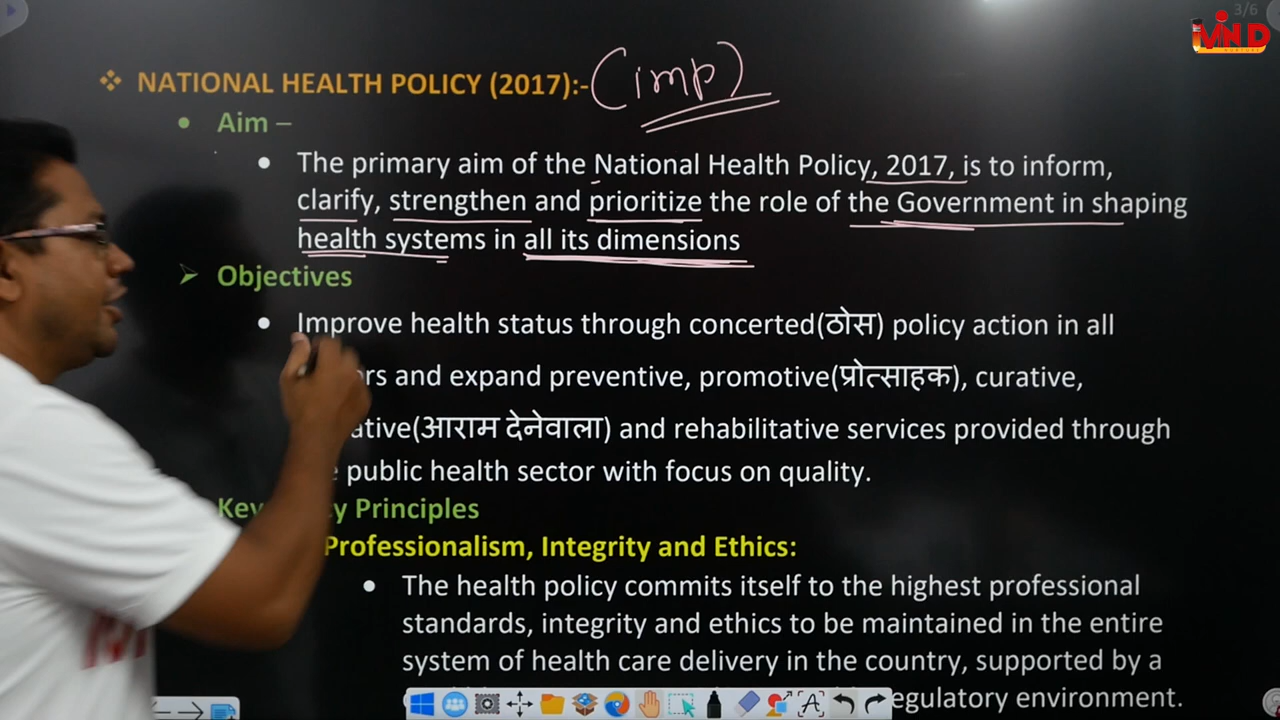 3/6
MIND
NATIONAL HEALTH POLICY (2017):- (imp)
Aim –
The primary aim of the National Health Policy, 2017, is to inform,
clarify, strengthen and prioritize the role of the Government in shaping
health systems in all its dimensions
Objectives
Improve health status through concerted(ठोस) policy action in all
rs and expand preventive, promotive(प्रोत्साहक), curative,
ative(आराम देनेवाला) and rehabilitative services provided through
public health sector with focus on quality.
Key y Principles
Professionalism, Integrity and Ethics:
The health policy commits itself to the highest professional
standards, integrity and ethics to be maintained in the entire
system of health care delivery in the country, supported by a
egulatory environment.